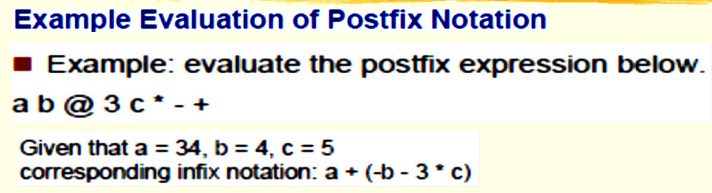 Example Evaluation of Postfix Notation
Example: evaluate the postfix expression below.
a b @ 3 c * - +
Given that a = 34, b = 4, c = 5
corresponding infix notation: a + (-b - 3 * c)